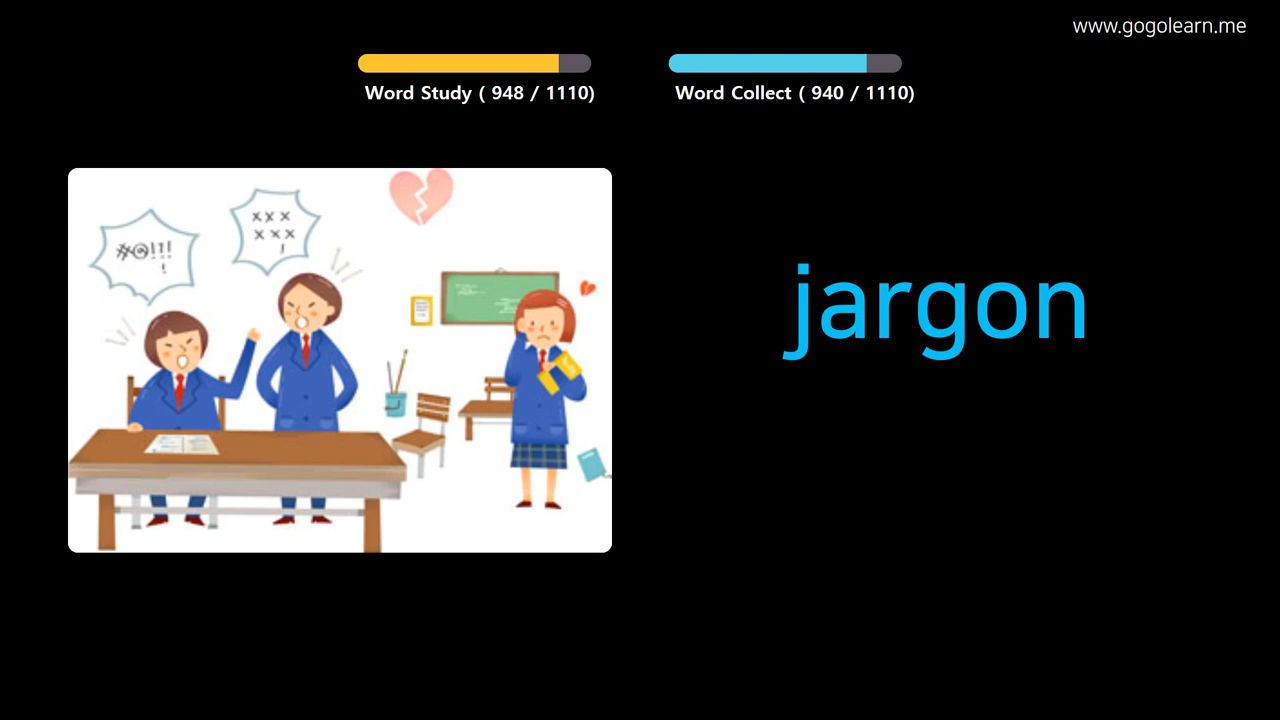 www.gogolearn.me
Word Study ( 948 / 1110)
Word Collect ( 940 / 1110)
#@!?!
!
x x x
x x x
!
jargon